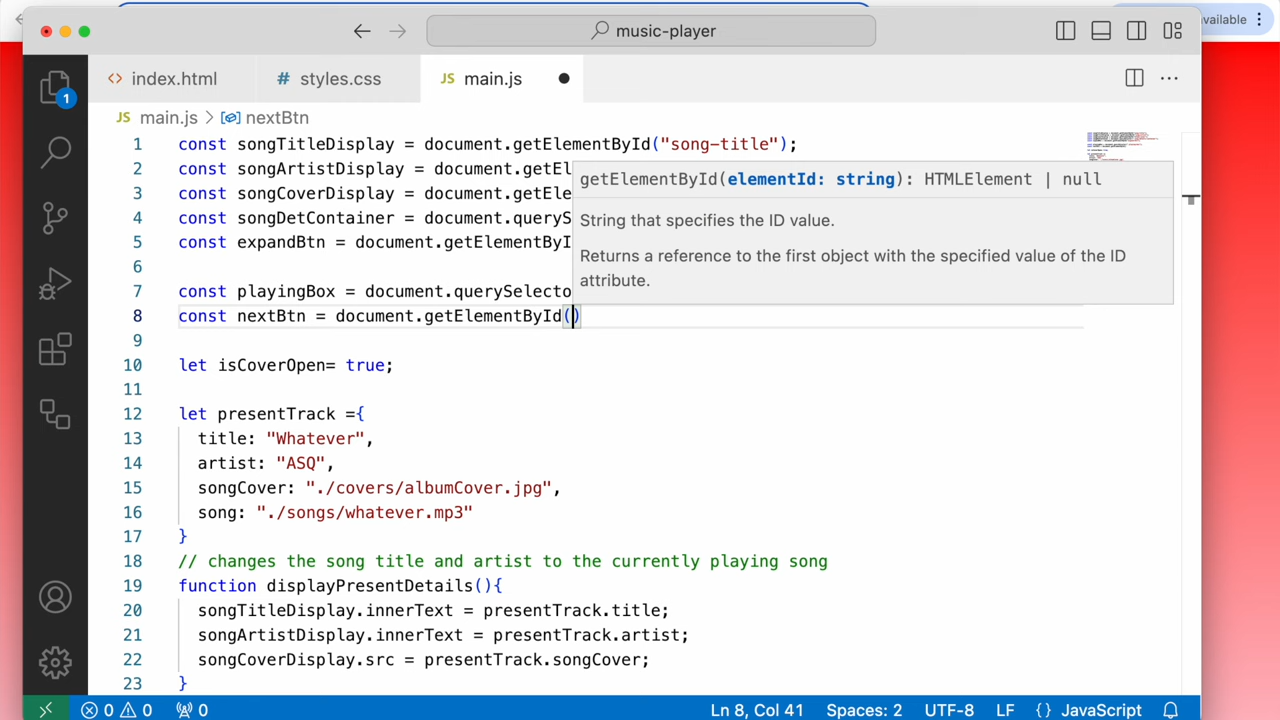 vailable
music-player
index.html
# styles.css
JS main.js
JS main.js > nextBtn
1 const songTitleDisplay = document.getElementById("song-title");
2 const songArtistDisplay = document.getEl
3 const songCoverDisplay = document.getEle
4 const songDetContainer = document.queryS
5 const expandBtn = document.getElementByI
getElementById(elementId: string): HTMLElement | null
String that specifies the ID value.
Returns a reference to the first object with the specified value of the ID
attribute.
6
7 const playingBox = document.querySelecto
8 const nextBtn = document.getElementById()
9
10 let isCoverOpen= true;
11
12 let presentTrack ={
13 title: "Whatever",
14 artist: "ASQ",
15 songCover: "./covers/albumCover.jpg",
16 song: "./songs/whatever.mp3"
17 }
18 // changes the song title and artist to the currently playing song
19 function displayPresentDetails(){
20 songTitleDisplay.innerText = presentTrack.title;
21 songArtistDisplay.innerText = presentTrack.artist;
22 songCoverDisplay.src = presentTrack.songCover;
23 }
1
0 0 0 Ln 8, Col 41 Spaces: 2 UTF-8 LF {} JavaScript